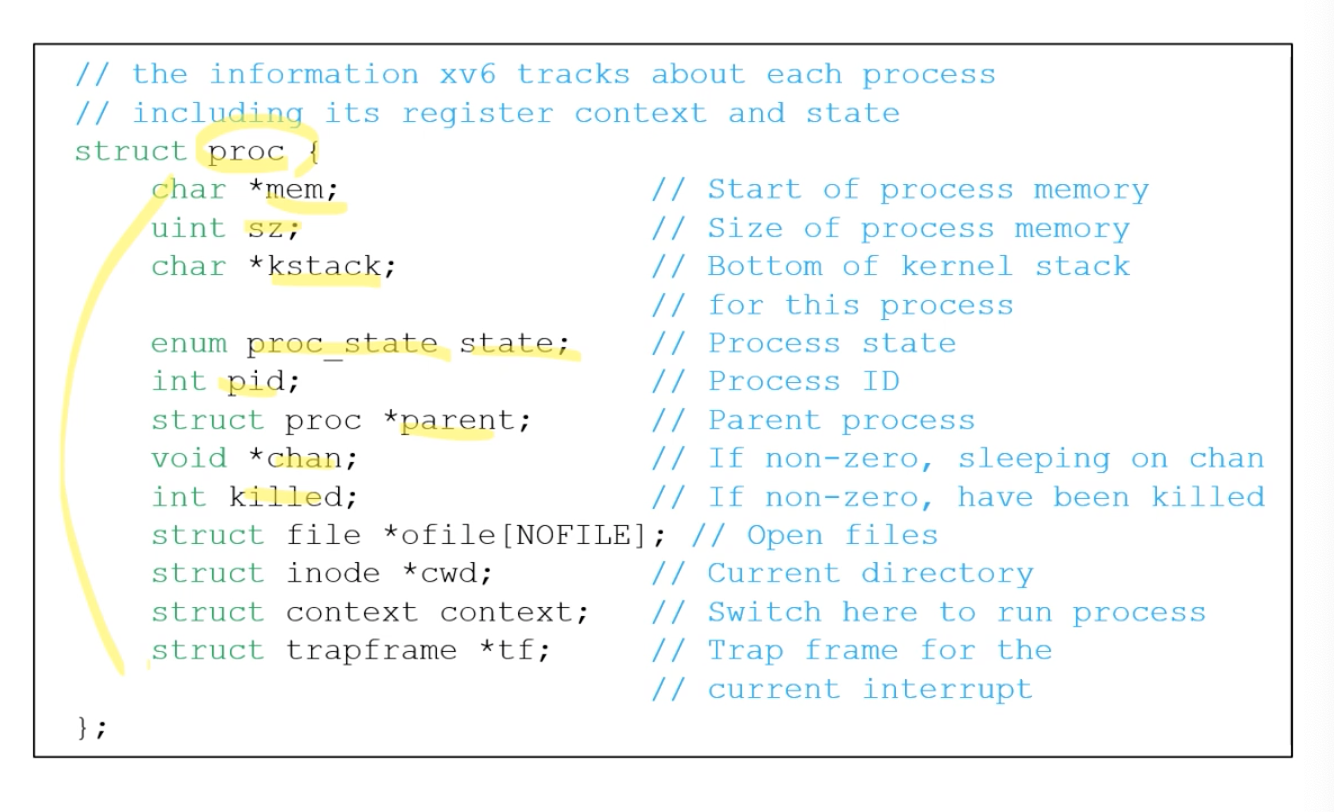 // the information xv6 tracks about each process
// including its register context and state
struct proc {
char *mem; // Start of process memory
uint sz; // Size of process memory
char *kstack; // Bottom of kernel stack
// for this process
enum proc_state state; // Process state
int pid; // Process ID
struct proc *parent; // Parent process
void *chan; // If non-zero, sleeping on chan
int killed; // If non-zero, have been killed
struct file *ofile[NOFILE]; // Open files
struct inode *cwd; // Current directory
struct context context; // Switch here to run process
struct trapframe *tf; // Trap frame for the
// current interrupt
};